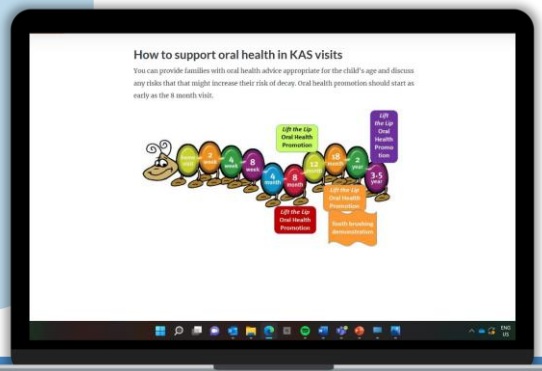 How to support oral health in KAS visits
You can provide families with oral health advice appropriate for the child's age and discuss
any risks that that might increase their risk of decay. Oral health promotion should start as
early as the 8 month visit.
Lift the Lip
Oral Health
Promotion
Lift
the Lip
Oral
Health
Promo
tion
2
week
4
week
8
week
4
month
8
month
12
month
18
month
2
year
3.5
year
Lift the Lip
Oral Health
Promotion
Lift the Lip
Oral Health
Promotion
Tooth brushing
demonstration
ENG
US